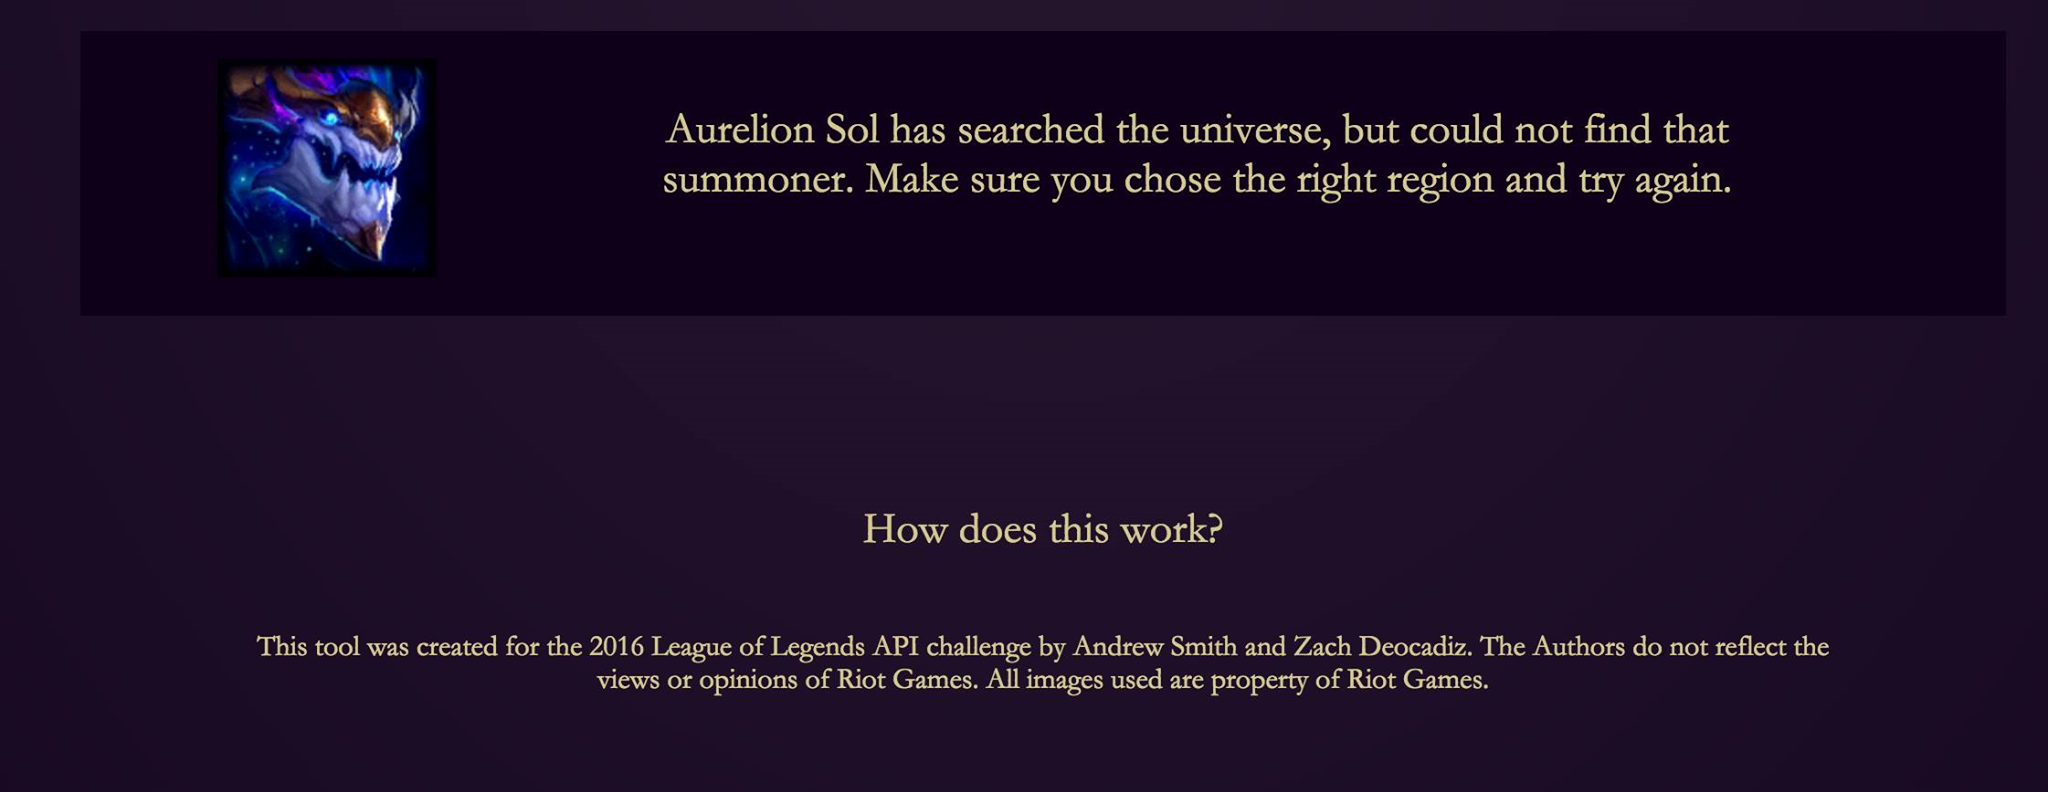 Aurelion Sol has searched the universe, but could not find that
summoner. Make sure you chose the right region and try again.
How does this work?
This tool was created for the 2016 League of Legends API challenge by Andrew Smith and Zach Deocadiz. The Authors do not reflect the
views or opinions of Riot Games. All images used are property of Riot Games.